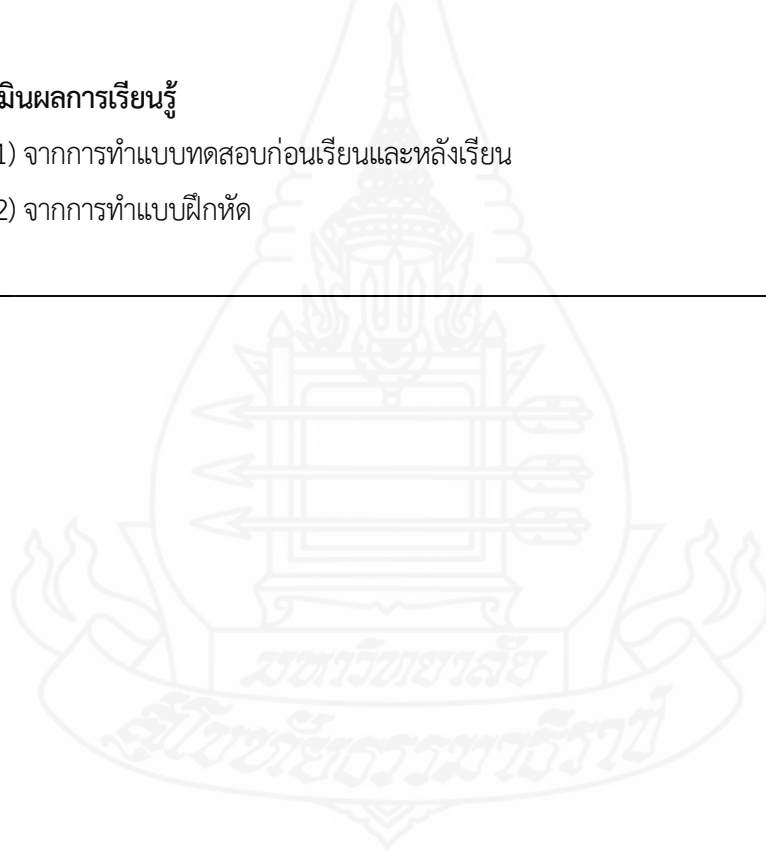 มินผลการเรียนรู้
1) จากการทำแบบทดสอบก่อนเรียนและหลังเรียน
2) จากการทำแบบฝึกหัด
มหาวิทยาลัย
สุโขทัยธรรมาธิราช